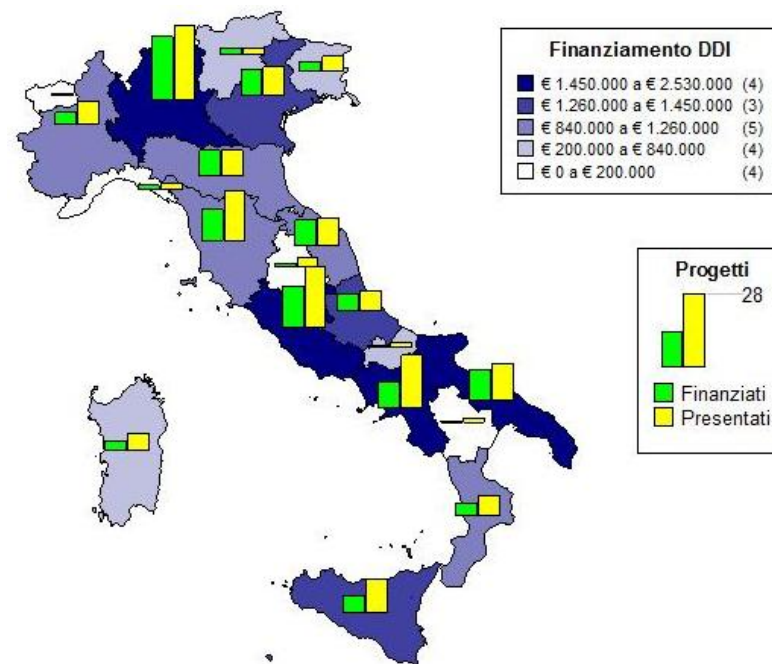 Finanziamento DDI
€ 1.450.000 a € 2.530.000 (4)
€ 1.260.000 a € 1.450.000 (3)
€ 840.000 a € 1.260.000 (5)
€ 200.000 a € 840.000 (4)
€ 0 a € 200.000 (4)
Progetti
28
Finanziati
Presentati